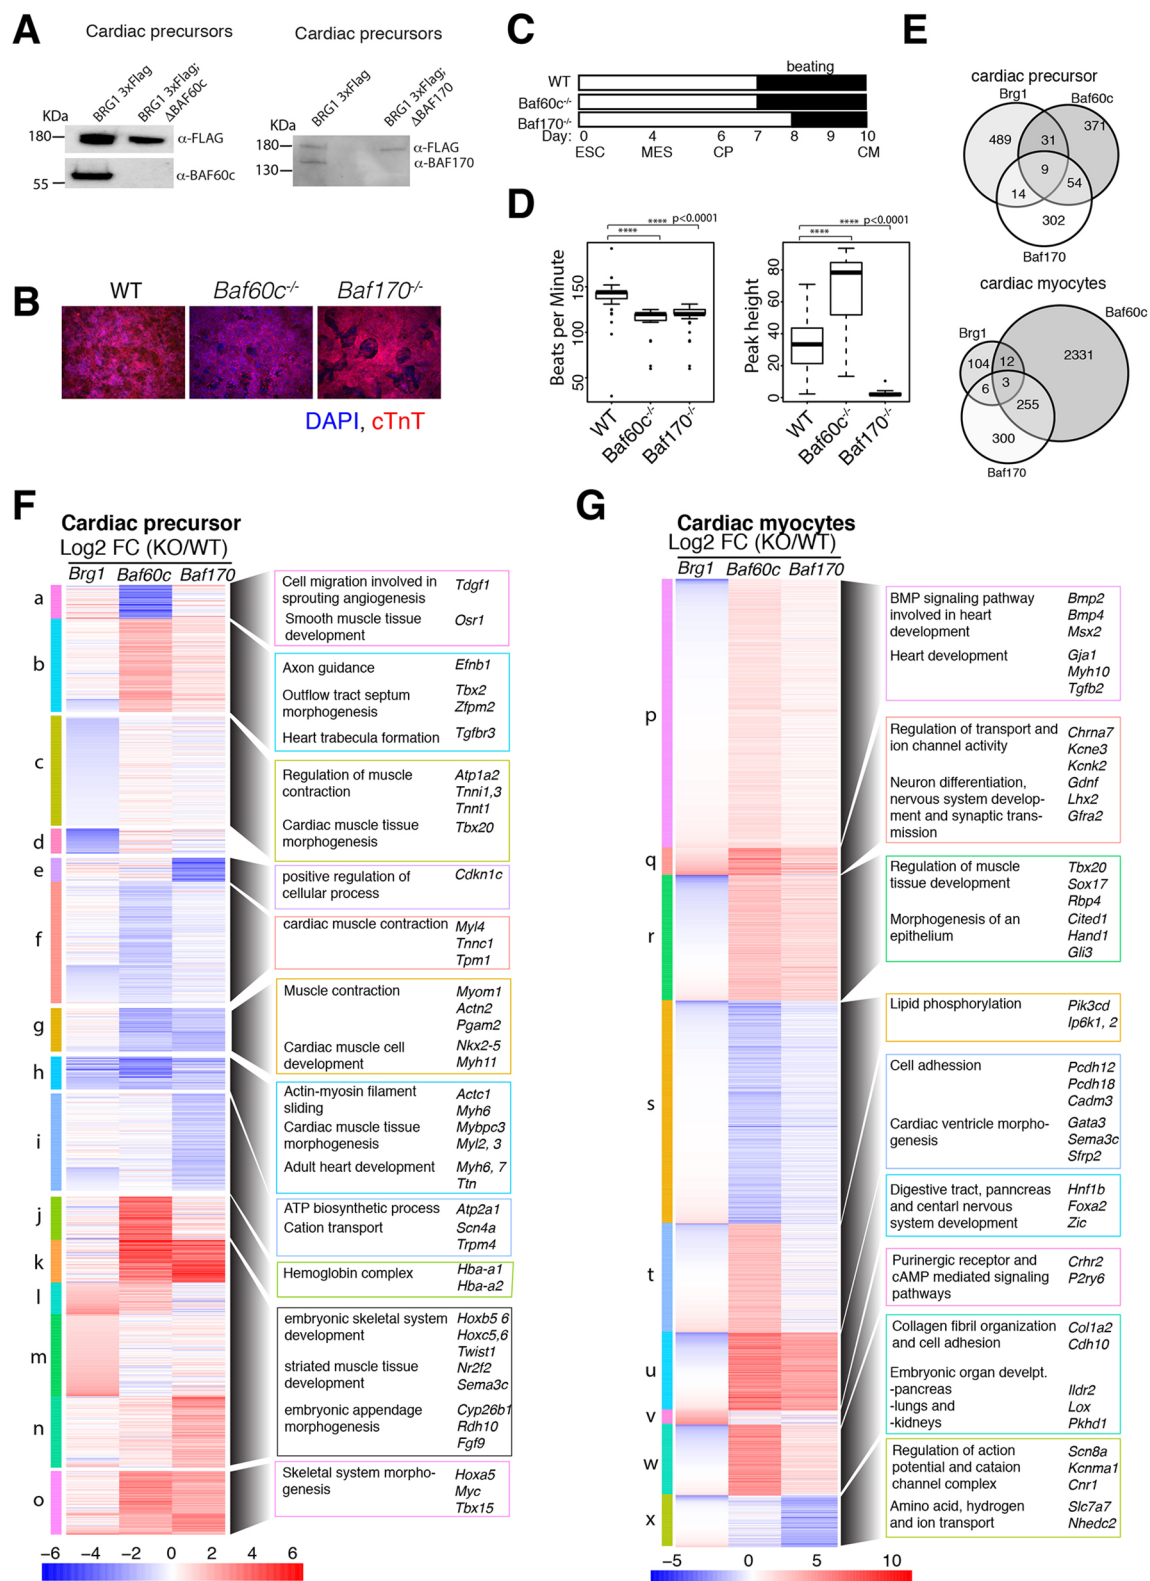 A
Cardiac precursors
BRG1 3xFlag
BRG1 3xFlag;
ΔBAF60c
KDa
180
55
α-FLAG
α-BAF60c
Cardiac precursors
BRG1 3xFlag
BRG1 3xFlag;
ΔBAF170
KDa
180
130
α-FLAG
α-BAF170
B
WT
Baf60c-/-
Baf170-/-
DAPI, cTnT
C
beating
WT
Baf60c-/-
Baf170-/-
Day: 0 4 6 7 8 9 10
ESC MES CP CM
D
**** p<0.0001
****
Beats per Minute
150
100
50
WT
Baf60c-/-
Baf170-/-
**** p<0.0001
****
Peak height
80
60
40
20
0
WT
Baf60c-/-
Baf170-/-
E
cardiac precursor
Brg1
Baf60c
489
31
371
9
14
54
302
Baf170
cardiac myocytes
Baf60c
Brg1
2331
104
12
6
3
255
300
Baf170
F
Cardiac precursor
Log2 FC (KO/WT)
Brg1 Baf60c Baf170
a
b
c
d
e
f
g
h
i
j
k
l
m
n
o
Cell migration involved in Tdgf1
sprouting angiogenesis
Smooth muscle tissue Osr1
development
Axon guidance Efnb1
Outflow tract septum Tbx2
morphogenesis Zfpm2
Heart trabecula formation Tgfbr3
Regulation of muscle Atp1a2
contraction Tnni1,3
Tnnt1
Cardiac muscle tissue Tbx20
morphogenesis
positive regulation of Cdkn1c
cellular process
cardiac muscle contraction Myl4
Tnnc1
Tpm1
Muscle contraction Myom1
Actn2
Pgam2
Cardiac muscle cell Nkx2-5
development Myh11
Actin-myosin filament Actc1
sliding Myh6
Cardiac muscle tissue Mybpc3
morphogenesis Myl2, 3
Adult heart development Myh6, 7
Ttn
ATP biosynthetic process Atp2a1
Cation transport Scn4a
Trpm4
Hemoglobin complex Hba-a1
Hba-a2
embryonic skeletal system Hoxb5 6
development Hoxc5,6
Twist1
striated muscle tissue Nr2f2
development Sema3c
embryonic appendage Cyp26b1
morphogenesis Rdh10
Fgf9
Skeletal system morpho- Hoxa5
genesis Myc
Tbx15
−6 −4 −2 0 2 4 6
G
Cardiac myocytes
Log2 FC (KO/WT)
Brg1 Baf60c Baf170
p
q
r
s
t
u
v
w
x
BMP signaling pathway Bmp2
involved in heart Bmp4
development Msx2
Heart development Gja1
Myh10
Tgfb2
Regulation of transport and Chrna7
ion channel activity Kcne3
Kcnk2
Neuron differentiation, Gdnf
nervous system develop- Lhx2
ment and synaptic trans- Gfra2
mission
Regulation of muscle Tbx20
tissue development Sox17
Rbp4
Morphogenesis of an Cited1
epithelium Hand1
Gli3
Lipid phosphorylation Pik3cd
Ip6k1, 2
Cell adhession Pcdh12
Pcdh18
Cadm3
Cardiac ventricle morpho- Gata3
genesis Sema3c
Sfrp2
Digestive tract, panncreas Hnf1b
and centarl nervous Foxa2
system development Zic
Purinergic receptor and Crhr2
cAMP mediated signaling P2ry6
pathways
Collagen fibril organization Col1a2
and cell adhesion Cdh10
Embryonic organ develpt.
-pancreas Ildr2
-lungs and Lox
-kidneys Pkhd1
Regulation of action Scn8a
potential and cataion Kcnma1
channel complex Cnr1
Amino acid, hydrogen Slc7a7
and ion transport Nhedc2
−5 0 5 10